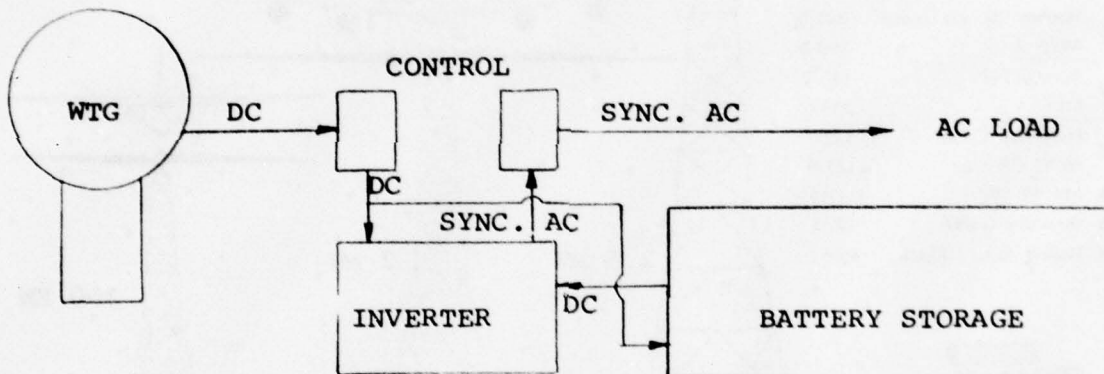 CONTROL
WTG
DC
SYNC. AC
AC LOAD
DC
SYNC. AC
DC
INVERTER
BATTERY STORAGE